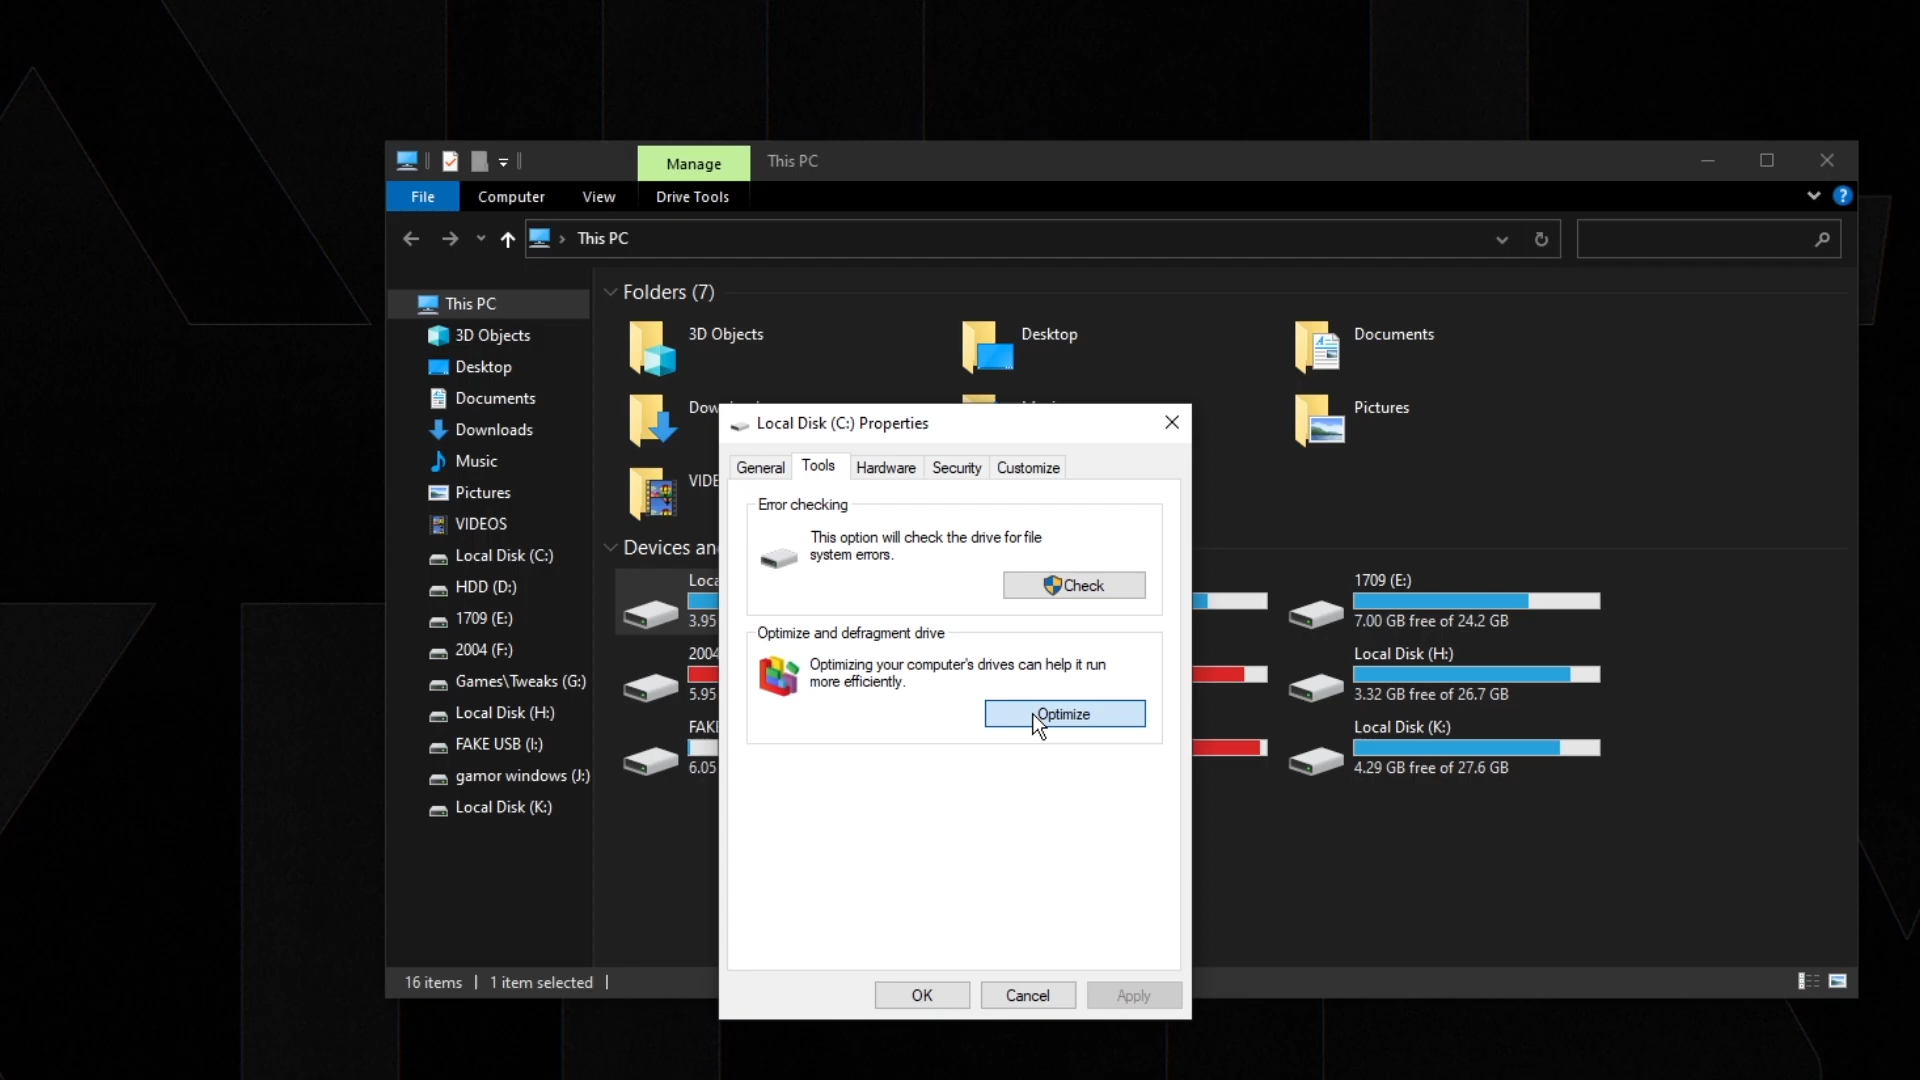 Manage
This PC
File
Computer
View
Drive Tools
This PC
This PC
3D Objects
Desktop
Documents
Downloads
Music
Pictures
VIDEOS
Local Disk (C:)
HDD (D:)
1709 (E:)
2004 (F:)
Games\Tweaks (G:)
Local Disk (H:)
FAKE USB (I:)
gamor windows (J:)
Local Disk (K:)
Folders (7)
3D Objects
Desktop
Documents
Pictures
VIDE
Devices an
Loca
3.95
1709 (E:)
7.00 GB free of 24.2 GB
2004
5.95
Local Disk (H:)
3.32 GB free of 26.7 GB
FAKE
6.05
Local Disk (K:)
4.29 GB free of 27.6 GB
Local Disk (C:) Properties
General
Tools
Hardware
Security
Customize
Error checking
This option will check the drive for file
system errors.
Check
Optimize and defragment drive
Optimizing your computer's drives can help it run
more efficiently.
Optimize
OK
Cancel
Apply
16 items
1 item selected